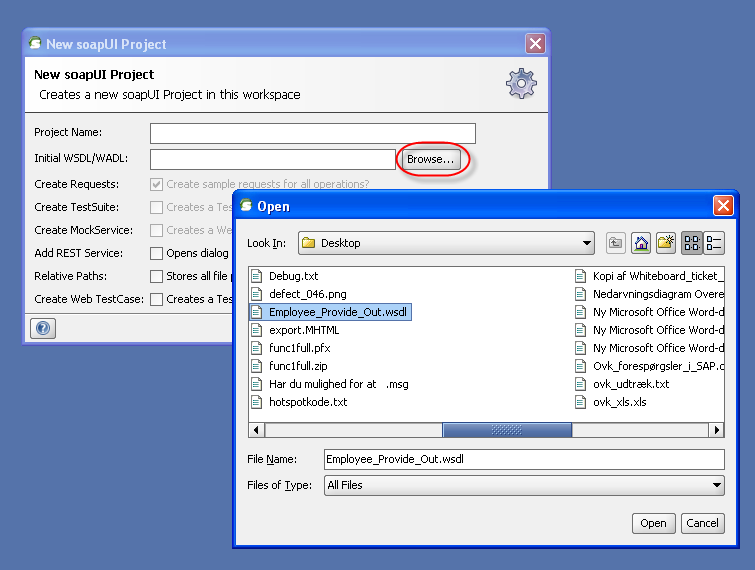 New soapUI Project
New soapUI Project
Creates a new soapUI Project in this workspace
Project Name:
Initial WSDL/WADL:
Browse...
Create Requests:
Create sample requests for all operations?
Create TestSuite:
Creates a Tes
Create MockService:
Creates a We
Add REST Service:
Opens dialog
Relative Paths:
Stores all file p
Create Web TestCase:
Creates a Tes
Open
Look In:
Desktop
Debug.txt
defect_046.png
Employee_Provide_Out.wsdl
export.MHTML
func1full.pfx
func1full.zip
Har du mulighed for at .msg
hotspotkode.txt
Kopi af Whiteboard_ticket_
Nedarvningsdiagram Overe
Ny Microsoft Office Word-d
Ny Microsoft Office Word-d
Ny Microsoft Office Word-d
Ovk_forespørgsler_i_SAP.
ovk_udtræk.txt
ovk_xls.xls
File Name:
Employee_Provide_Out.wsdl
Files of Type:
All Files
Open
Cancel